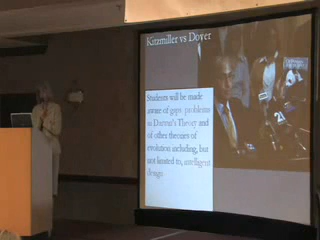 Kitzmiller vs Dover
Students will be made
aware of gaps, problems
in Darwin's Theory and
of other theories of
evolution including, but
not limited to, intelligent
design